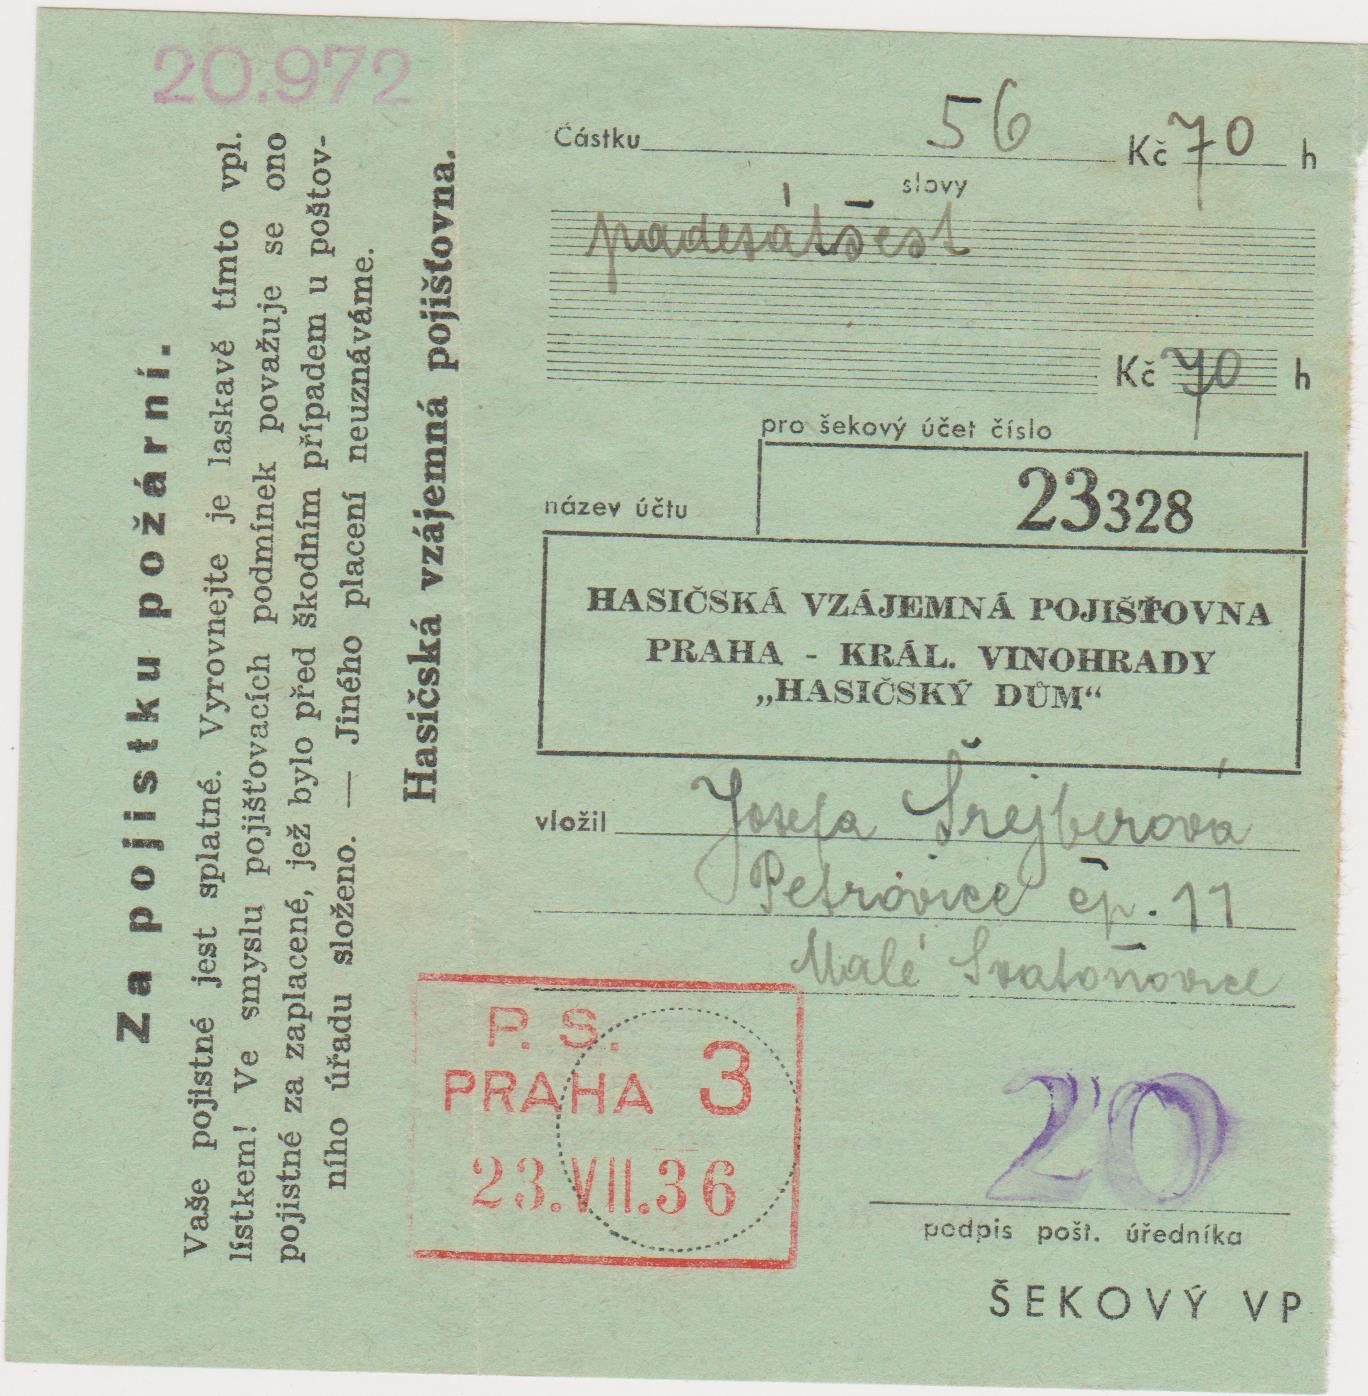 20.972
Za pojistku požární.
Vaše pojistné jest splatné. Vyrovnejte je laskavě tímto vpl.
lístkem! Ve smyslu pojišťovacích podmínek považuje se ono
pojistné za zaplacené, jež bylo před škodním případem u poštov-
ního úřadu složeno. — Jiného placení neuznáváme.
Hasičská vzájemná pojišťovna.
Částku 56 Kč 70 h
slovy
padesátšest
Kč 70 h
pro šekový účet číslo
23328
název účtu
HASIČSKÁ VZÁJEMNÁ POJIŠŤOVNA
PRAHA - KRÁL. VINOHRADY
„HASIČSKÝ DŮM“
vložil Josefa Šrejberová
Petrovice čp. 11
Malé Svatoňovice
P. S.
PRAHA 3
23.VII.36
20
podpis pošt. úředníka
ŠEKOVÝ VP